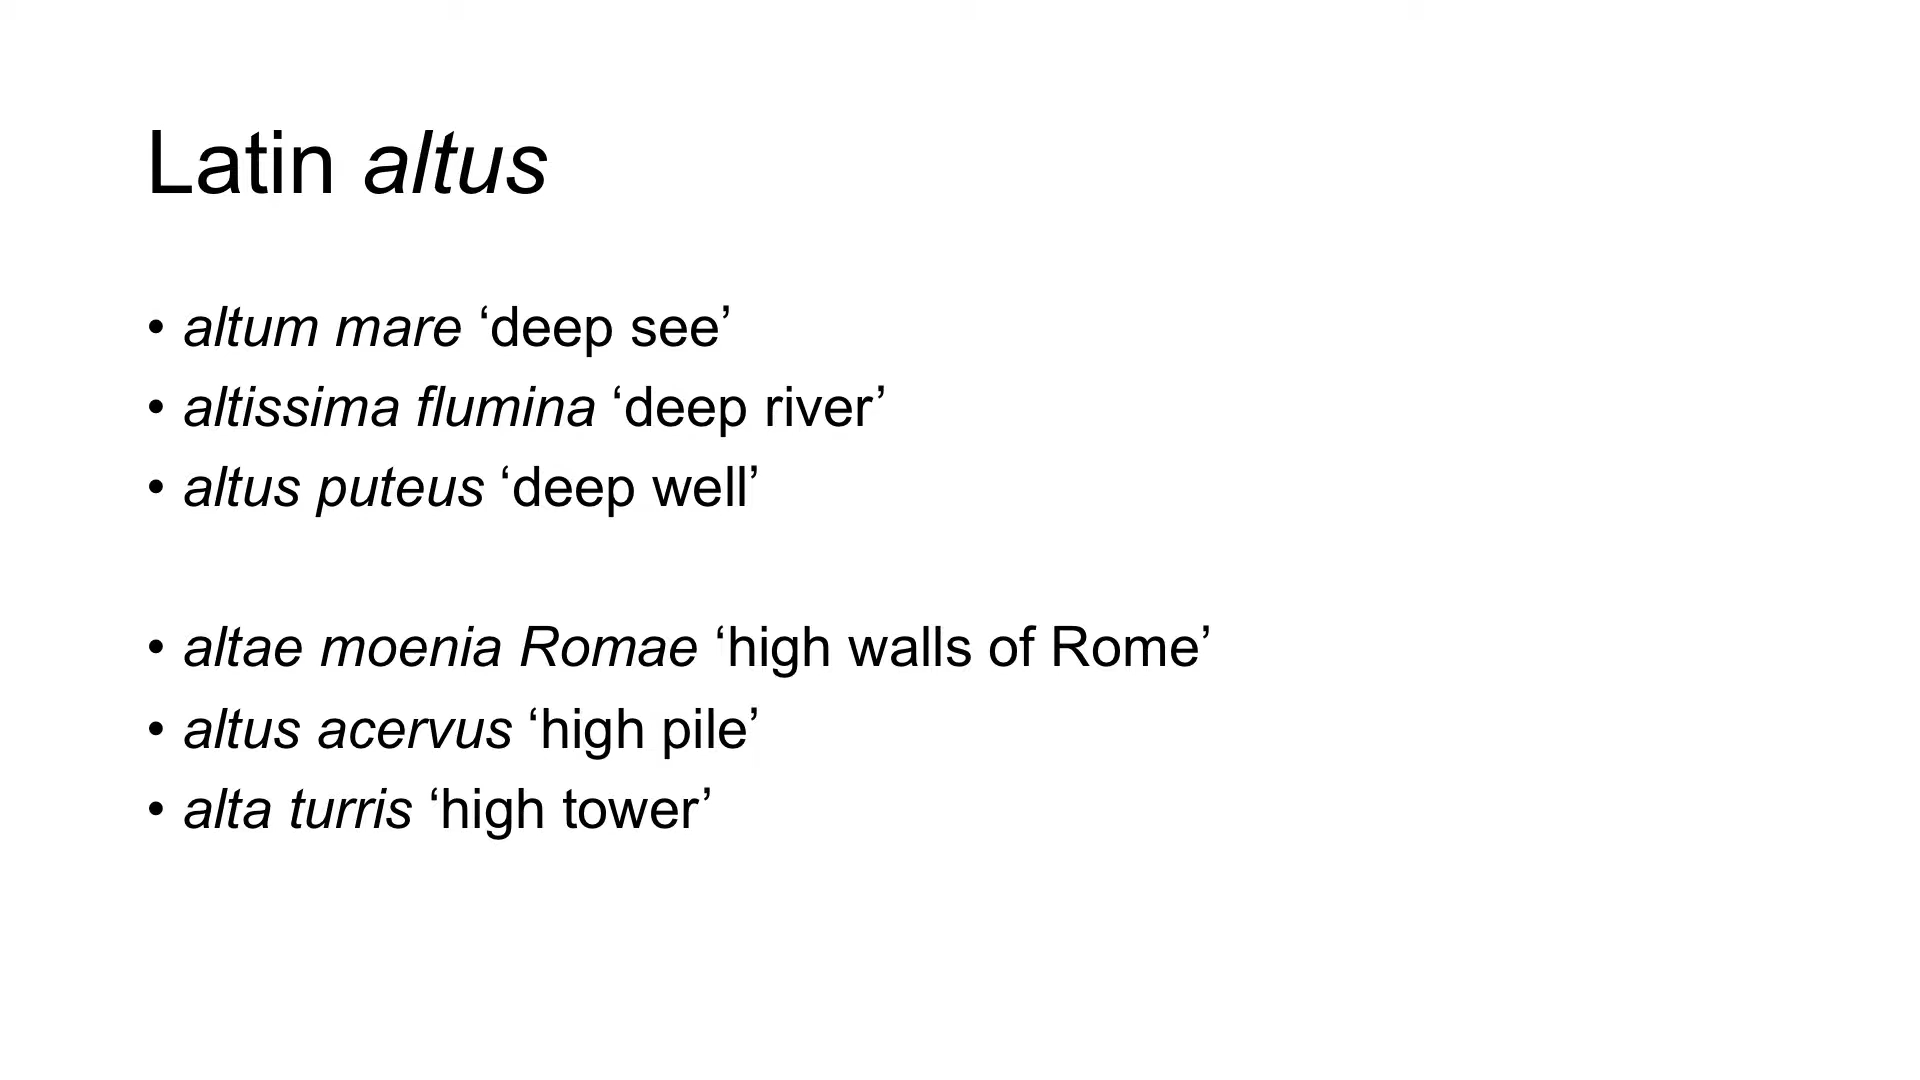 Latin altus
• altum mare ‘deep see’
• altissima flumina ‘deep river’
• altus puteus ‘deep well’
• altae moenia Romae ‘high walls of Rome’
• altus acervus ‘high pile’
• alta turris ‘high tower’